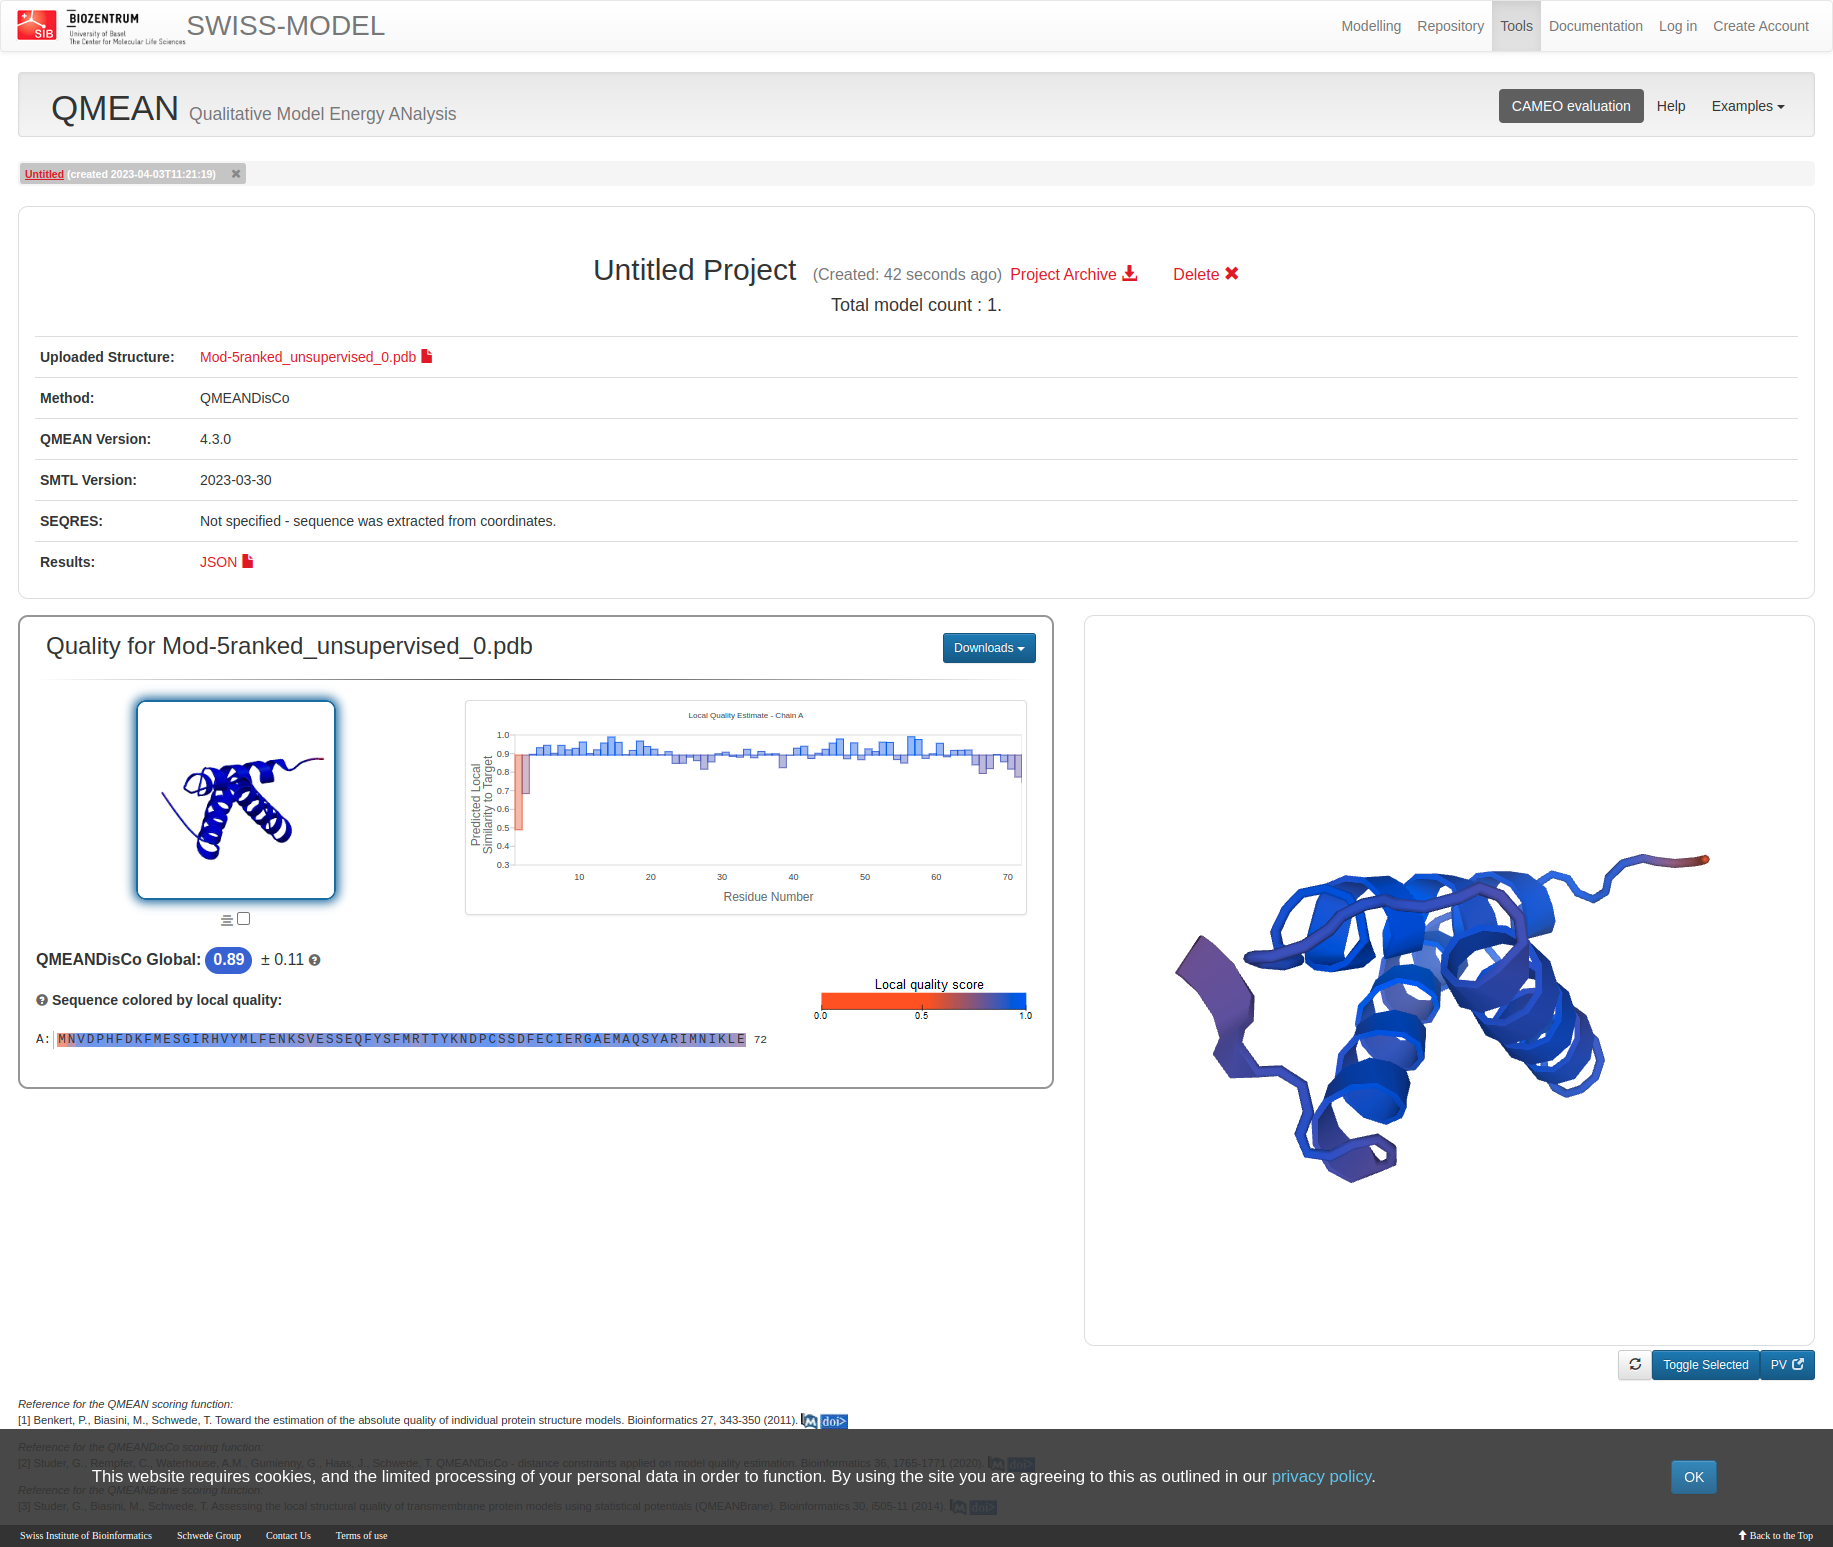 SIB
BIOZENTRUM
University of Basel
The Center for Molecular Life Sciences
SWISS-MODEL
Modelling Repository Tools Documentation Log in Create Account
QMEAN Qualitative Model Energy ANalysis
CAMEO evaluation Help Examples
Untitled (created 2023-04-03T11:21:19)
Untitled Project (Created: 42 seconds ago) Project Archive Delete
Total model count : 1.
Uploaded Structure: Mod-5ranked_unsupervised_0.pdb
Method: QMEANDisCo
QMEAN Version: 4.3.0
SMTL Version: 2023-03-30
SEQRES: Not specified - sequence was extracted from coordinates.
Results: JSON
Quality for Mod-5ranked_unsupervised_0.pdb
Downloads
Local Quality Estimate - Chain A
Predicted Local
Similarity to Target
1.0
0.9
0.8
0.7
0.6
0.5
0.4
0.3
10 20 30 40 50 60 70
Residue Number
QMEANDisCo Global: 0.89 ± 0.11
Sequence colored by local quality:
Local quality score
0.0 0.5 1.0
A: MNVDPHFDKFMESGIRHVYMLFENKSVESSEQFYSFMRTTYKNDPCSSDFECIERGAEMAQSYARIMNIKLE 72
Toggle Selected
PV
Reference for the QMEAN scoring function:
[1] Benkert, P., Biasini, M., Schwede, T. Toward the estimation of the absolute quality of individual protein structure models. Bioinformatics 27, 343-350 (2011). M doi>
Reference for the QMEANDisCo scoring function:
[2] Studer, G., Rempfer, C., Waterhouse, A.M., Gumienny, G., Haas, J., Schwede, T. QMEANDisCo - distance constraints applied on model quality estimation. Bioinformatics 36, 1765-1771 (2020). M doi>
This website requires cookies, and the limited processing of your personal data in order to function. By using the site you are agreeing to this as outlined in our privacy policy.
OK
Reference for the QMEANBrane scoring function:
[3] Studer, G., Biasini, M., Schwede, T. Assessing the local structural quality of transmembrane protein models using statistical potentials (QMEANBrane). Bioinformatics 30, i505-11 (2014). M doi>
Swiss Institute of Bioinformatics Schwede Group Contact Us Terms of use
Back to the Top